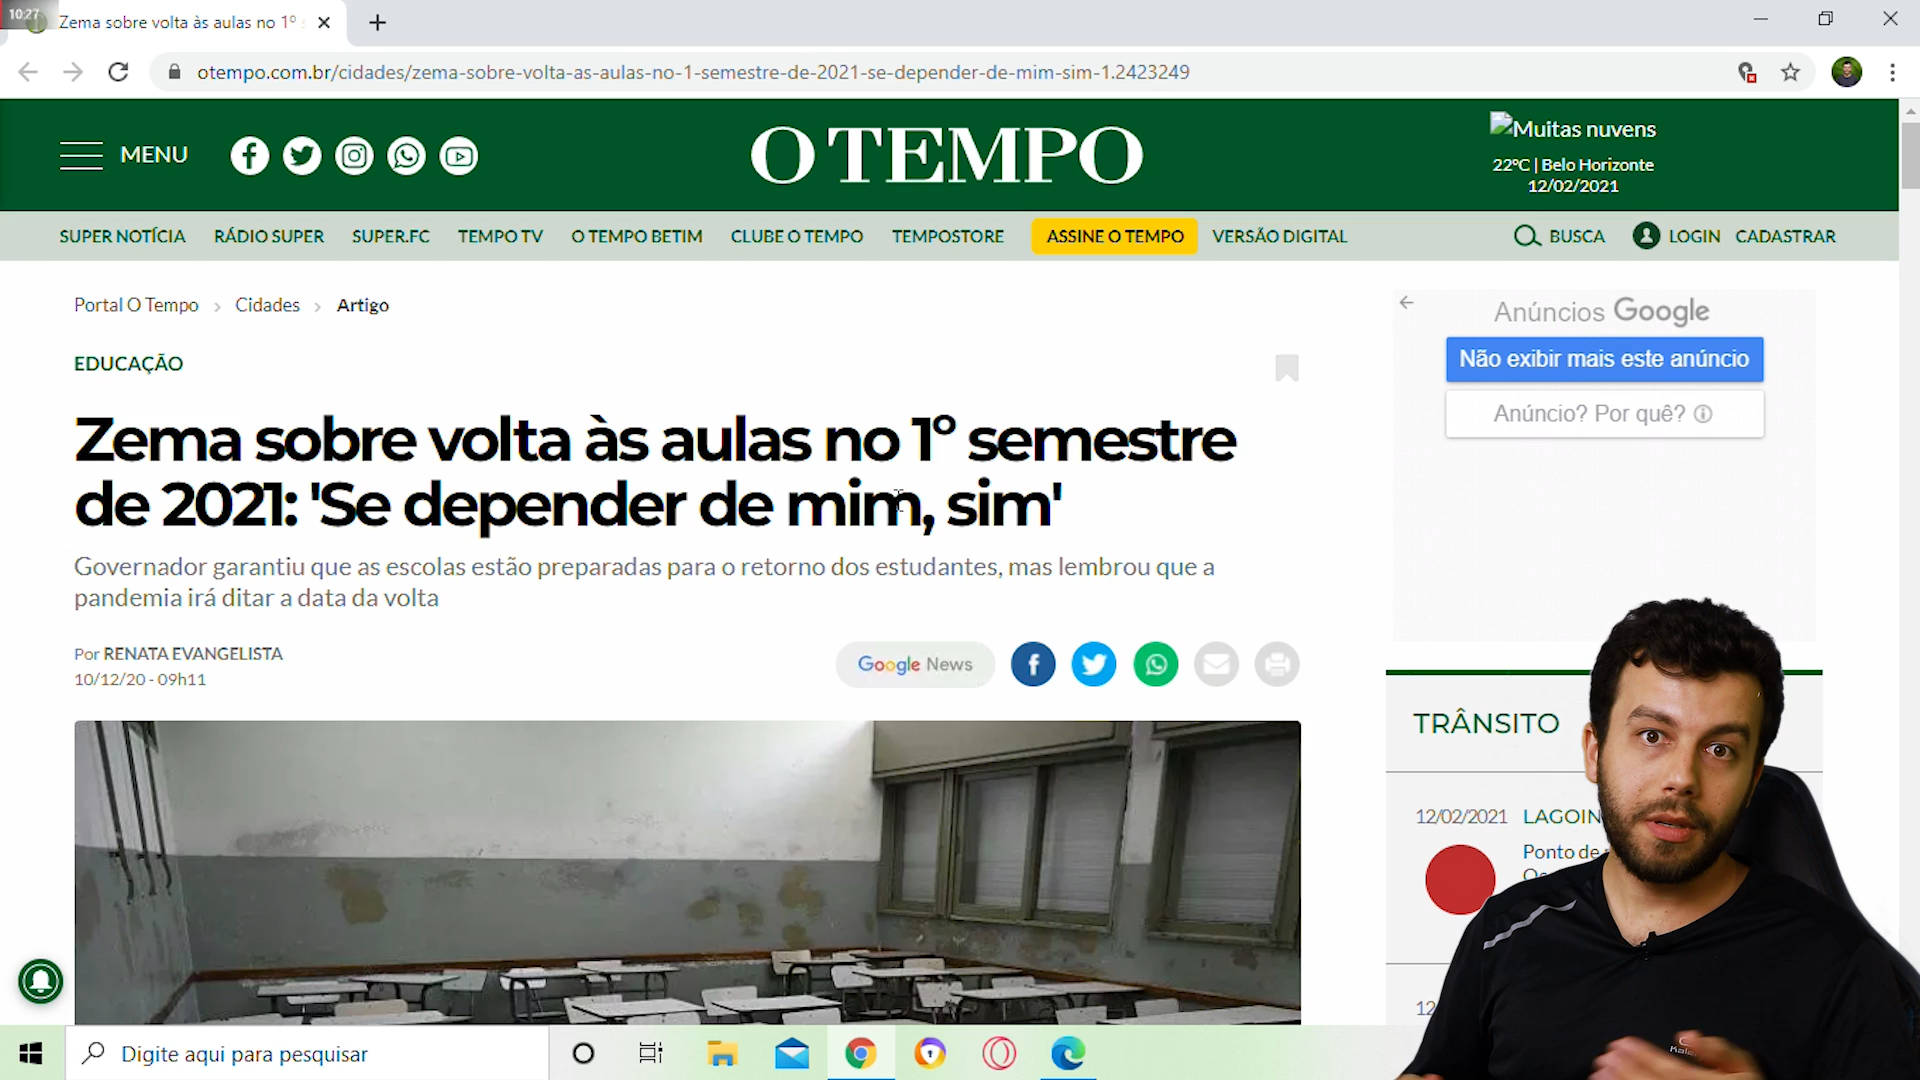 10:27
Zema sobre volta às aulas no 1º
otempo.com.br/cidades/zema-sobre-volta-as-aulas-no-1-semestre-de-2021-se-depender-de-mim-sim-1.2423249
MENU
O TEMPO
Muitas nuvens
22ºC | Belo Horizonte
12/02/2021
SUPER NOTÍCIA RÁDIO SUPER SUPER.FC TEMPO TV O TEMPO BETIM CLUBE O TEMPO TEMPOSTORE ASSINE O TEMPO VERSÃO DIGITAL BUSCA LOGIN CADASTRAR
Portal O Tempo > Cidades > Artigo
Anúncios Google
Não exibir mais este anúncio
Anúncio? Por quê?
EDUCAÇÃO
Zema sobre volta às aulas no 1º semestre
de 2021: 'Se depender de mim, sim'
Governador garantiu que as escolas estão preparadas para o retorno dos estudantes, mas lembrou que a
pandemia irá ditar a data da volta
Por RENATA EVANGELISTA
10/12/20 - 09h11
Google News
TRÂNSITO
12/02/2021 LAGOIN
Ponto de
12
Digite aqui para pesquisar